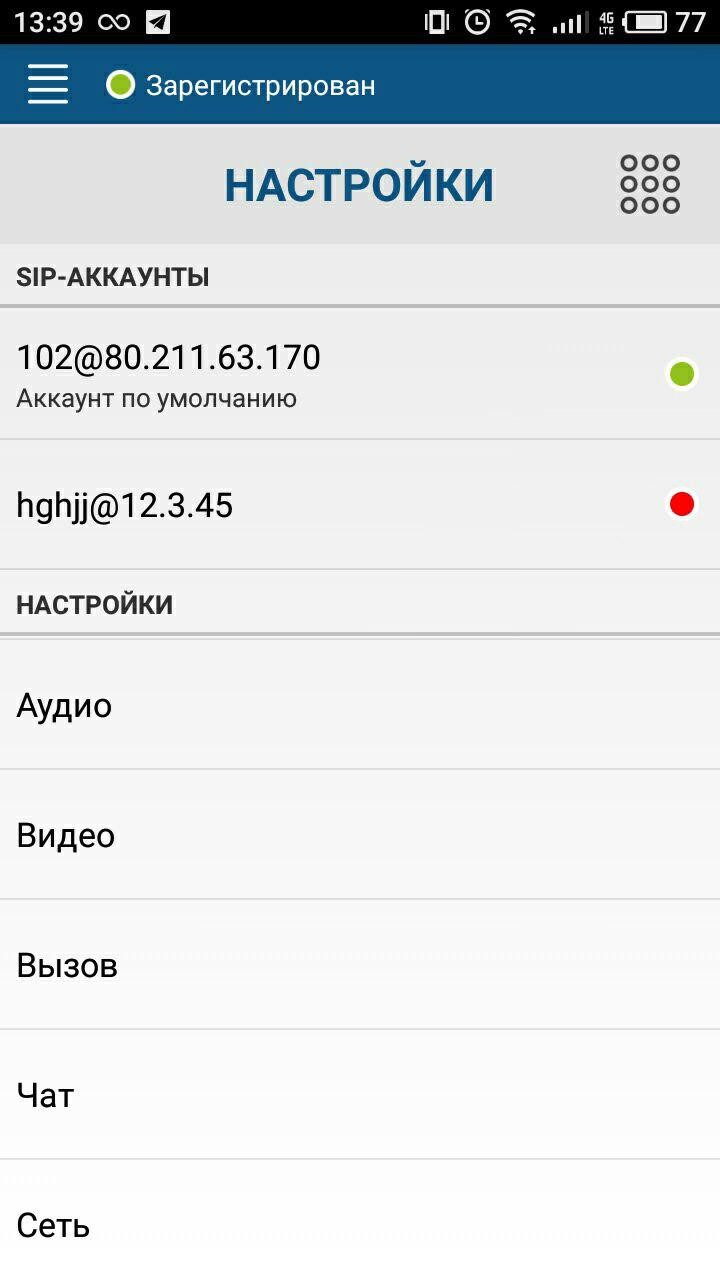 13:39
4G
LTE
77
Зарегистрирован
НАСТРОЙКИ
SIP-АККАУНТЫ
102@80.211.63.170
Аккаунт по умолчанию
hghjj@12.3.45
НАСТРОЙКИ
Аудио
Видео
Вызов
Чат
Сеть